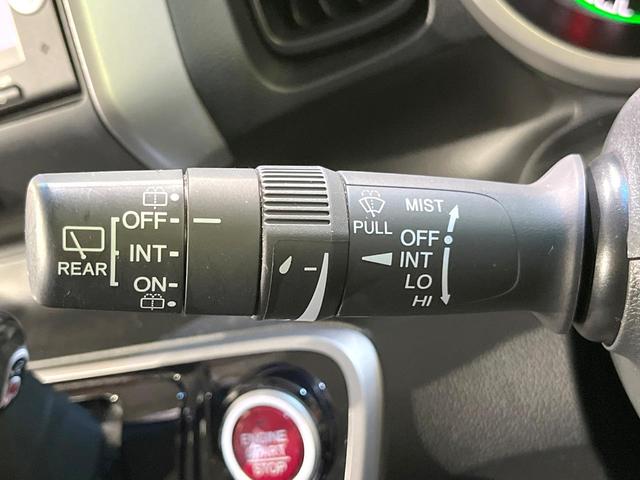 REAR
OFF
INT
ON
PULL
MIST
OFF
INT
LO
HI
ENGINE
START
STOP